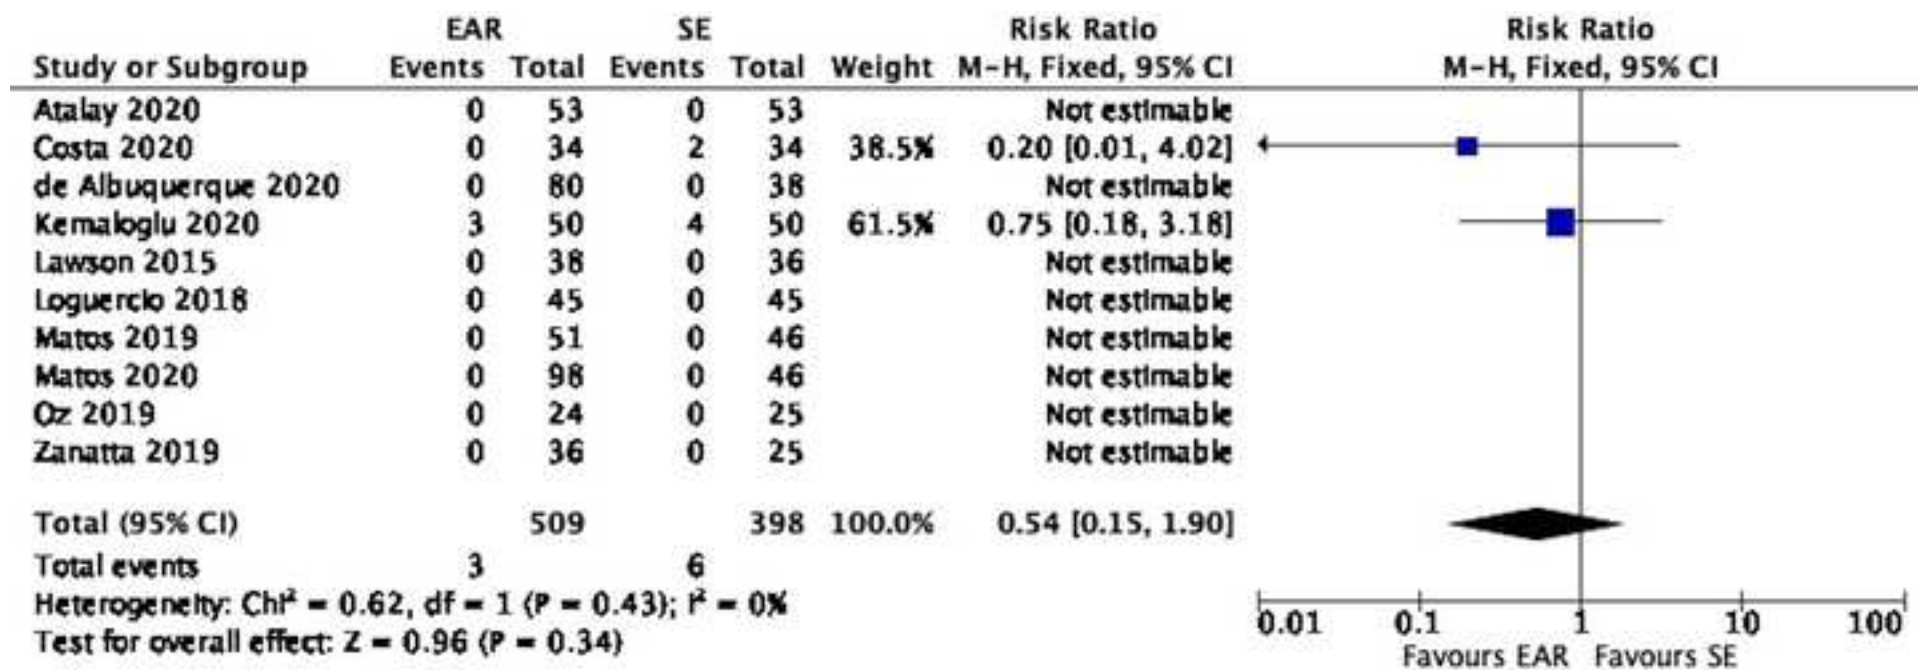 EAR SE Risk Ratio Risk Ratio
Study or Subgroup Events Total Events Total Weight M-H, Fixed, 95% CI M-H, Fixed, 95% CI
Atalay 2020 0 53 0 53 Not estimable
Costa 2020 0 34 2 34 38.5% 0.20 [0.01, 4.02]
de Albuquerque 2020 0 80 0 38 Not estimable
Kemaloglu 2020 3 50 4 50 61.5% 0.75 [0.18, 3.18]
Lawson 2015 0 38 0 36 Not estimable
Loguercio 2018 0 45 0 45 Not estimable
Matos 2019 0 51 0 46 Not estimable
Matos 2020 0 98 0 46 Not estimable
Oz 2019 0 24 0 25 Not estimable
Zanatta 2019 0 36 0 25 Not estimable
Total (95% CI) 509 398 100.0% 0.54 [0.15, 1.90]
Total events 3 6
Heterogeneity: Chi² = 0.62, df = 1 (P = 0.43); I² = 0%
Test for overall effect: Z = 0.96 (P = 0.34)
0.01 0.1 1 10 100
Favours EAR Favours SE